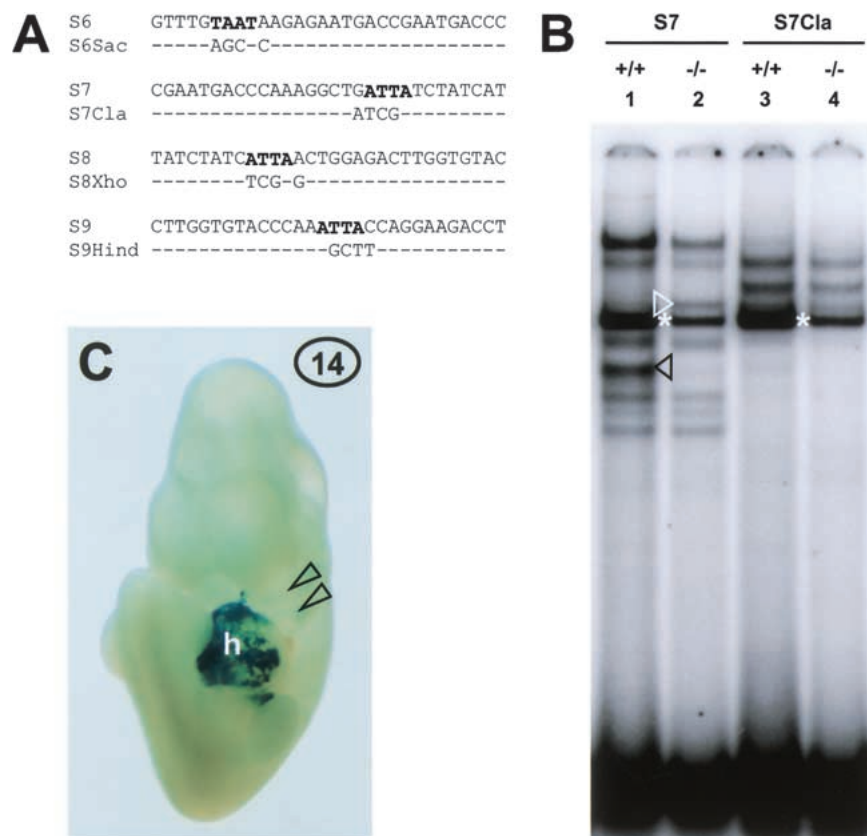 A
S6 GTTTGTAATAAGAGAATGACCGAATGACCC
S6Sac -----AGC-C--------------------
S7 CGAATGACCCAAAGGCTGATTATCTATCAT
S7Cla ------------------ATCG--------
S8 TATCTATCATTAACTGGAGACTTGGTGTAC
S8Xho --------TCG-G-----------------
S9 CTTGGTGTACCCAAATTACCAGGAAGACCT
S9Hind ---------------GCTT-----------
B
S7 S7Cla
+/+ -/- +/+ -/-
1 2 3 4
* *
C 14
h